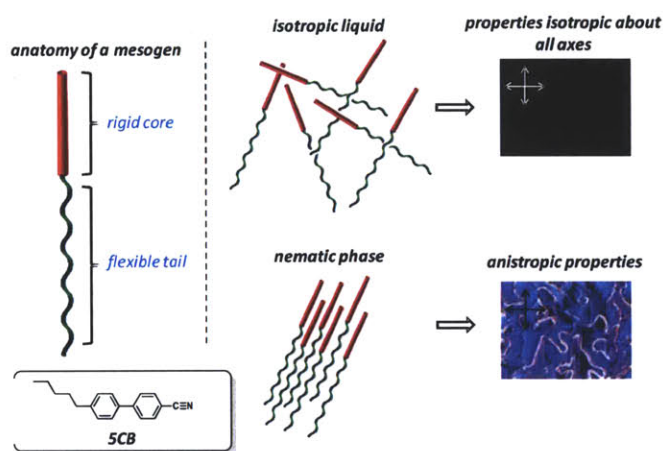 anatomy of a mesogen
rigid core
flexible tail
C≡N
5CB
isotropic liquid
nematic phase
properties isotropic about
all axes
anistropic properties